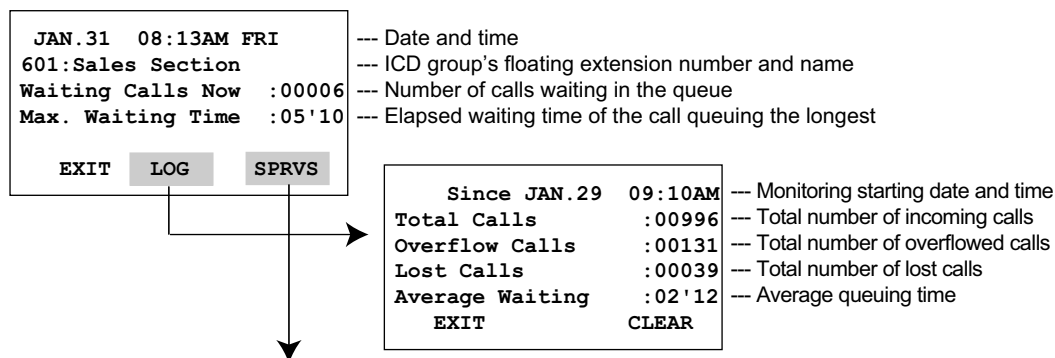 JAN.31 08:13AM FRI --- Date and time
601:Sales Section --- ICD group's floating extension number and name
Waiting Calls Now :00006 --- Number of calls waiting in the queue
Max. Waiting Time :05'10 --- Elapsed waiting time of the call queuing the longest
EXIT LOG SPRVS
Since JAN.29 09:10AM --- Monitoring starting date and time
Total Calls :00996 --- Total number of incoming calls
Overflow Calls :00131 --- Total number of overflowed calls
Lost Calls :00039 --- Total number of lost calls
Average Waiting :02'12 --- Average queuing time
EXIT CLEAR